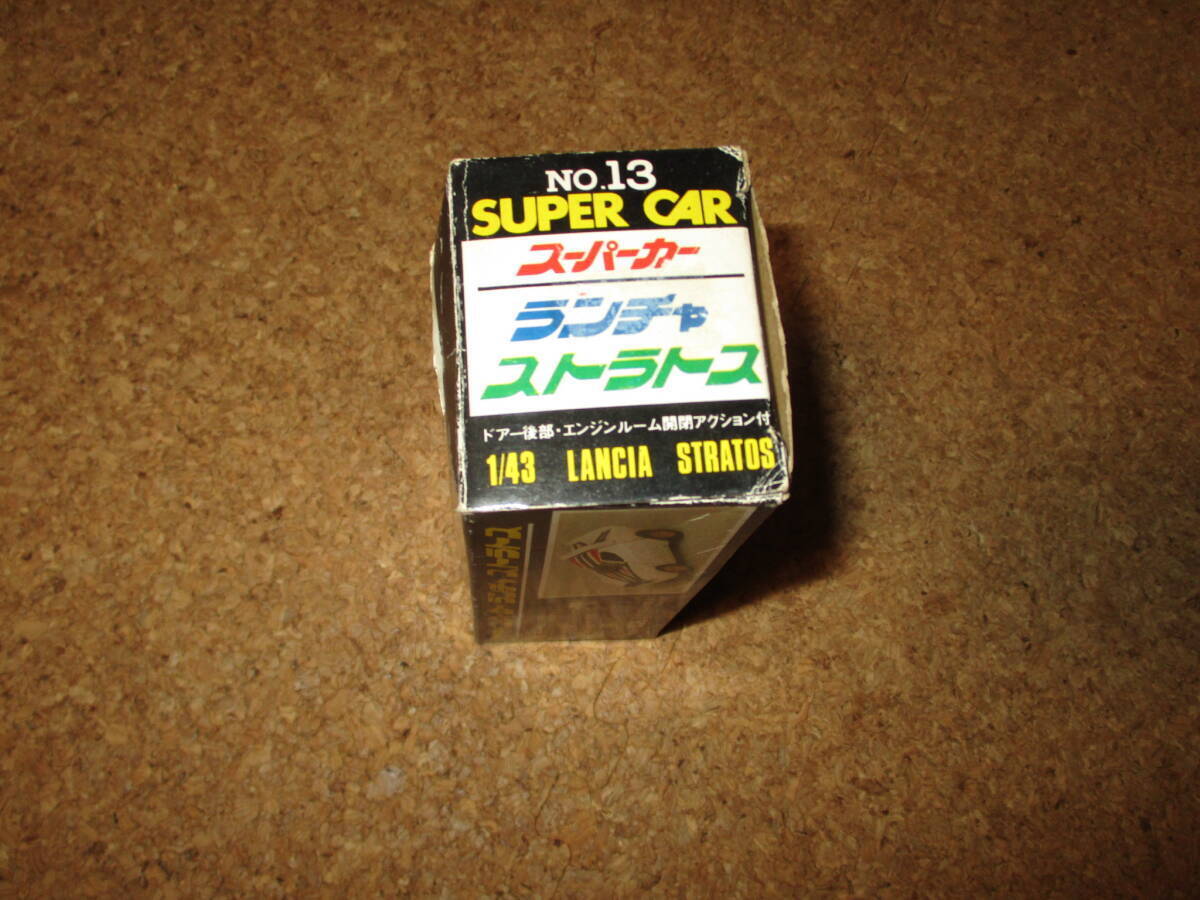 NO.13
SUPER CAR
スーパーカー
ランチャ
ストラトス
ドアー後部・エンジンルーム開閉アクション付
1/43 LANCIA STRATOS